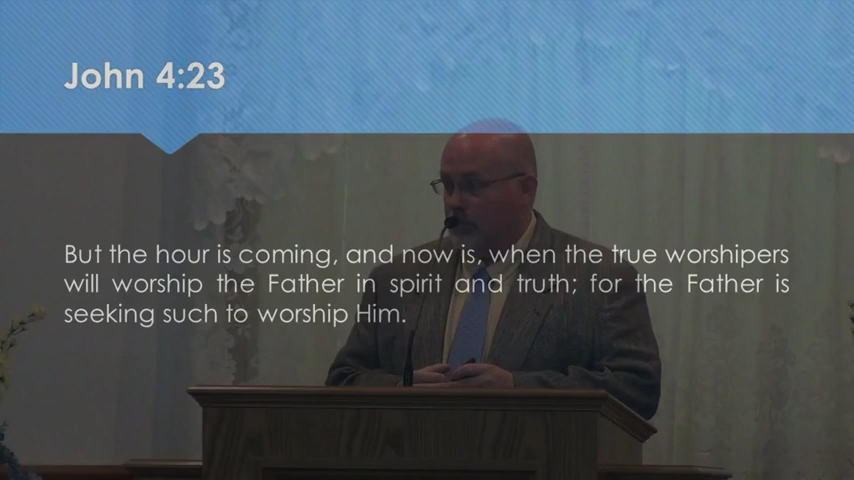 John 4:23
But the hour is coming, and now is, when the true worshipers
will worship the Father in spirit and truth; for the Father is
seeking such to worship Him.